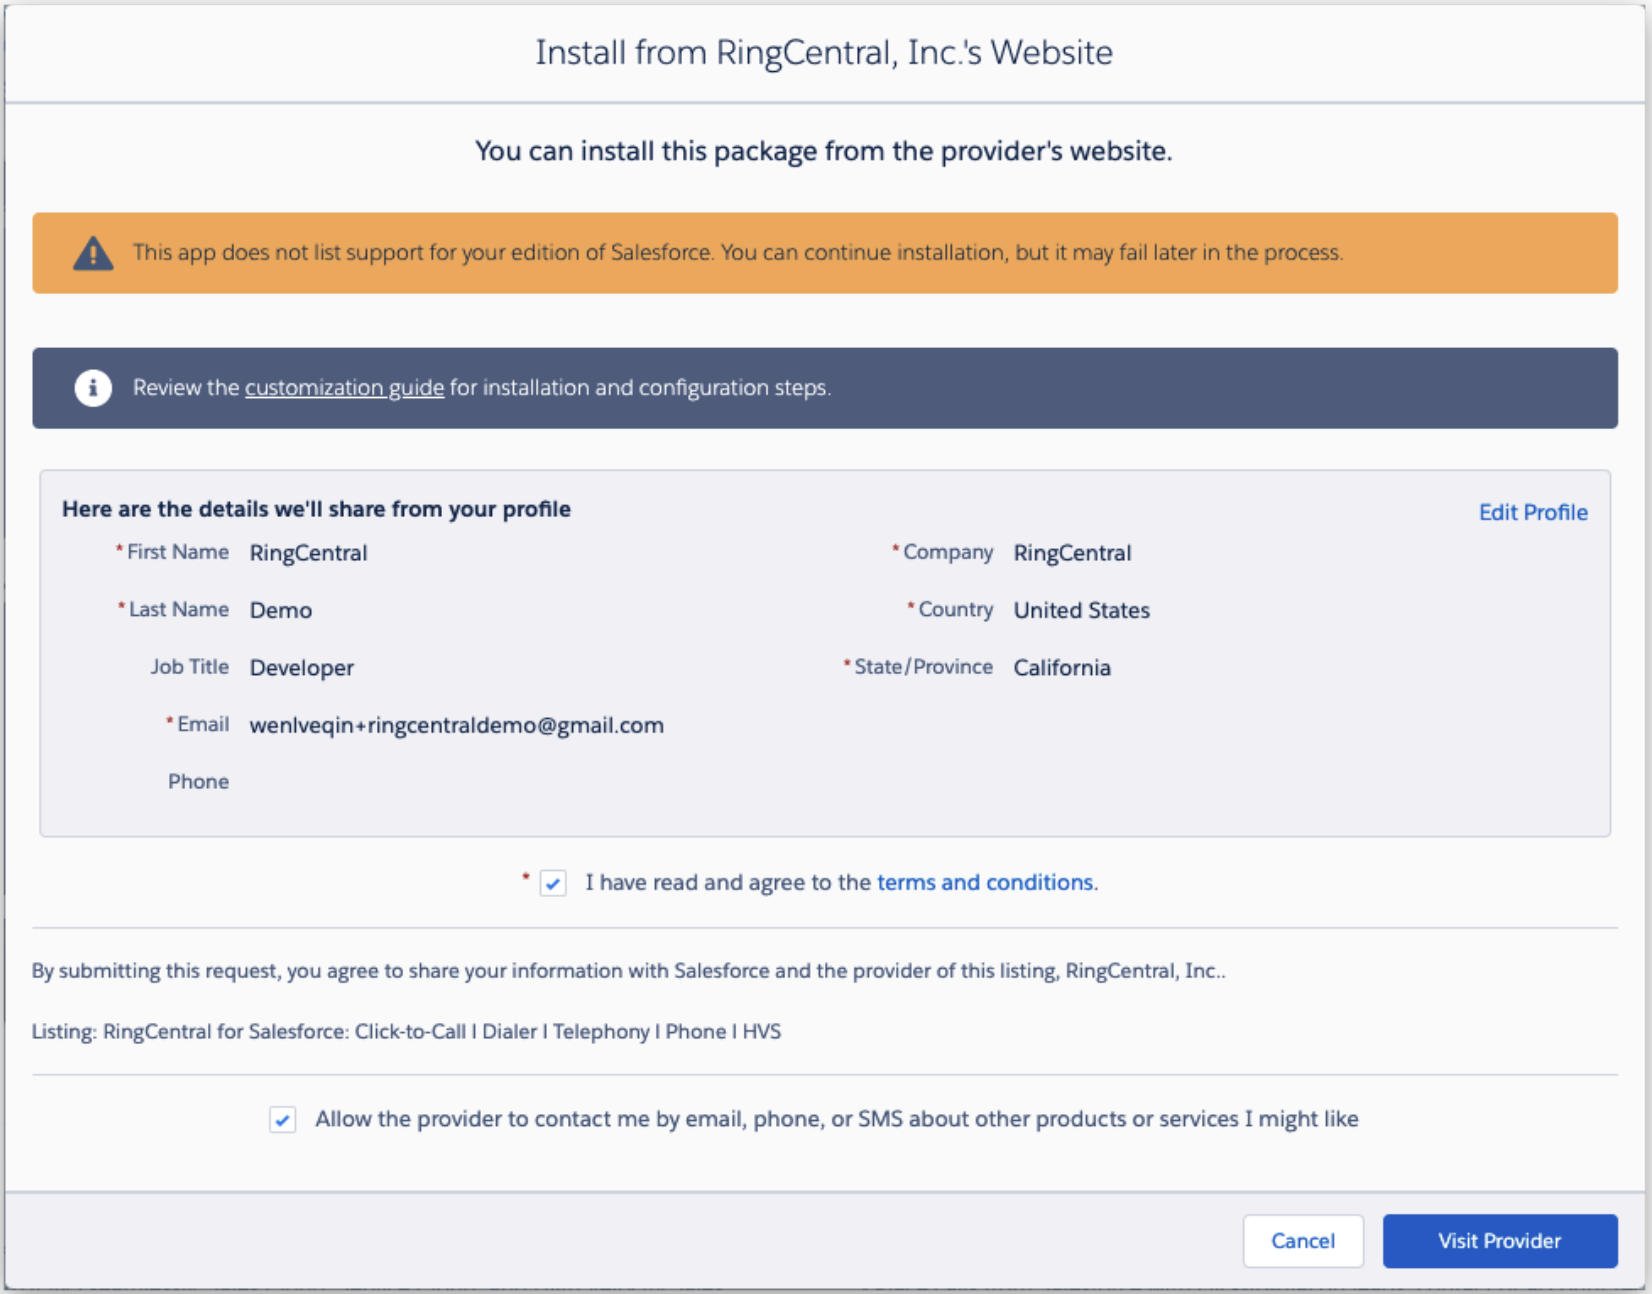 Install from RingCentral, Inc.'s Website
You can install this package from the provider's website.
This app does not list support for your edition of Salesforce. You can continue installation, but it may fail later in the process.
Review the customization guide for installation and configuration steps.
Here are the details we'll share from your profile
Edit Profile
* First Name RingCentral
* Company RingCentral
* Last Name Demo
* Country United States
Job Title Developer
* State/Province California
* Email wenlveqin+ringcentraldemo@gmail.com
Phone
* I have read and agree to the terms and conditions.
By submitting this request, you agree to share your information with Salesforce and the provider of this listing, RingCentral, Inc..
Listing: RingCentral for Salesforce: Click-to-Call I Dialer I Telephony I Phone I HVS
Allow the provider to contact me by email, phone, or SMS about other products or services I might like
Cancel
Visit Provider